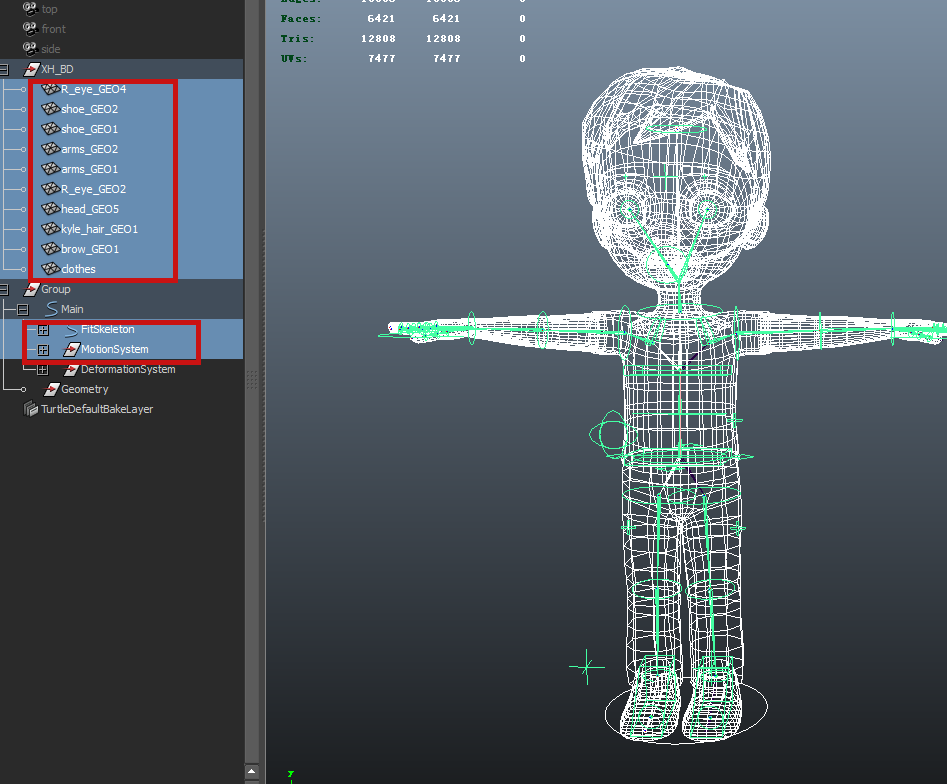 top
front
side
XH_BD
R_eye_GEO4
shoe_GEO2
shoe_GEO1
arms_GEO2
arms_GEO1
R_eye_GEO2
head_GEO5
kyle_hair_GEO1
brow_GEO1
clothes
Group
Main
FitSkeleton
MotionSystem
DeformationSystem
Geometry
TurtleDefaultBakeLayer
Faces: 6421 6421 0
Tris: 12808 12808 0
UVs: 7477 7477 0
Y